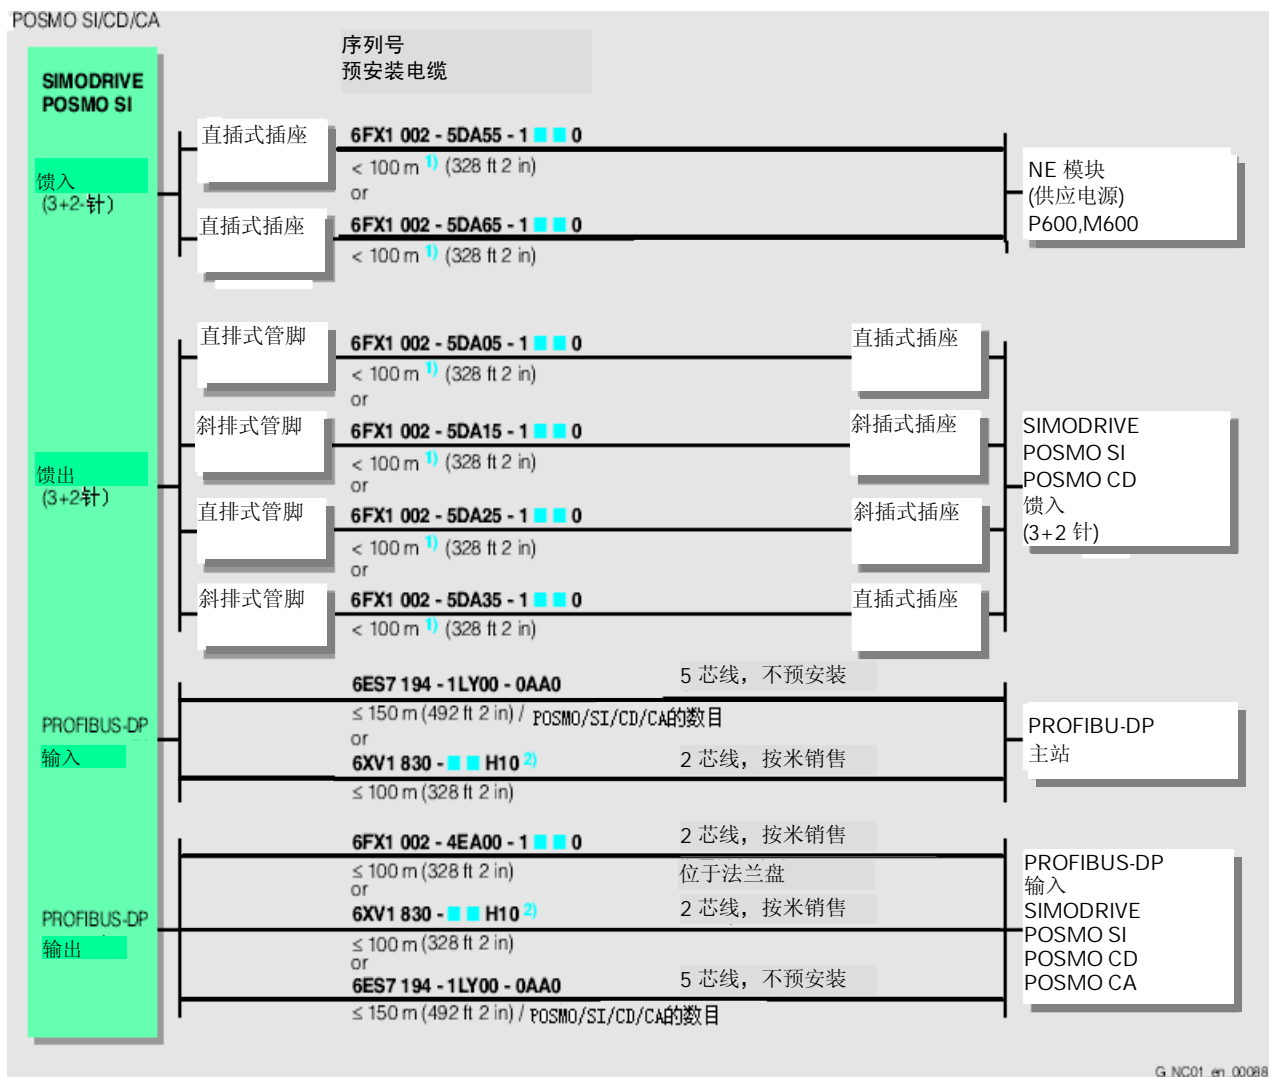 POSMO SI/CD/CA
序列号
预安装电缆
SIMODRIVE
POSMO SI
馈入
(3+2-针)
直插式插座
6FX1 002 - 5DA55 - 1 ■ ■ 0
< 100 m 1) (328 ft 2 in)
or
直插式插座
6FX1 002 - 5DA65 - 1 ■ ■ 0
< 100 m 1) (328 ft 2 in)
NE 模块
(供应电源)
P600,M600
馈出
(3+2针)
直排式管脚
6FX1 002 - 5DA05 - 1 ■ ■ 0
直插式插座
< 100 m 1) (328 ft 2 in)
or
斜排式管脚
6FX1 002 - 5DA15 - 1 ■ ■ 0
斜插式插座
< 100 m 1) (328 ft 2 in)
or
直排式管脚
6FX1 002 - 5DA25 - 1 ■ ■ 0
斜插式插座
< 100 m 1) (328 ft 2 in)
or
斜排式管脚
6FX1 002 - 5DA35 - 1 ■ ■ 0
直插式插座
< 100 m 1) (328 ft 2 in)
SIMODRIVE
POSMO SI
POSMO CD
馈入
(3+2 针)
PROFIBUS-DP
输入
6ES7 194 - 1LY00 - 0AA0
5 芯线，不预安装
≤ 150 m (492 ft 2 in) / POSMO/SI/CD/CA的数目
or
6XV1 830 - ■ ■ H10 2)
2 芯线，按米销售
≤ 100 m (328 ft 2 in)
PROFIBU-DP
主站
PROFIBUS-DP
输出
6FX1 002 - 4EA00 - 1 ■ ■ 0
2 芯线，按米销售
≤ 100 m (328 ft 2 in)
位于法兰盘
or
6XV1 830 - ■ ■ H10 2)
2 芯线，按米销售
≤ 100 m (328 ft 2 in)
or
6ES7 194 - 1LY00 - 0AA0
5 芯线，不预安装
≤ 150 m (492 ft 2 in) / POSMO/SI/CD/CA的数目
PROFIBUS-DP
输入
SIMODRIVE
POSMO SI
POSMO CD
POSMO CA
G_NC01_en_00088